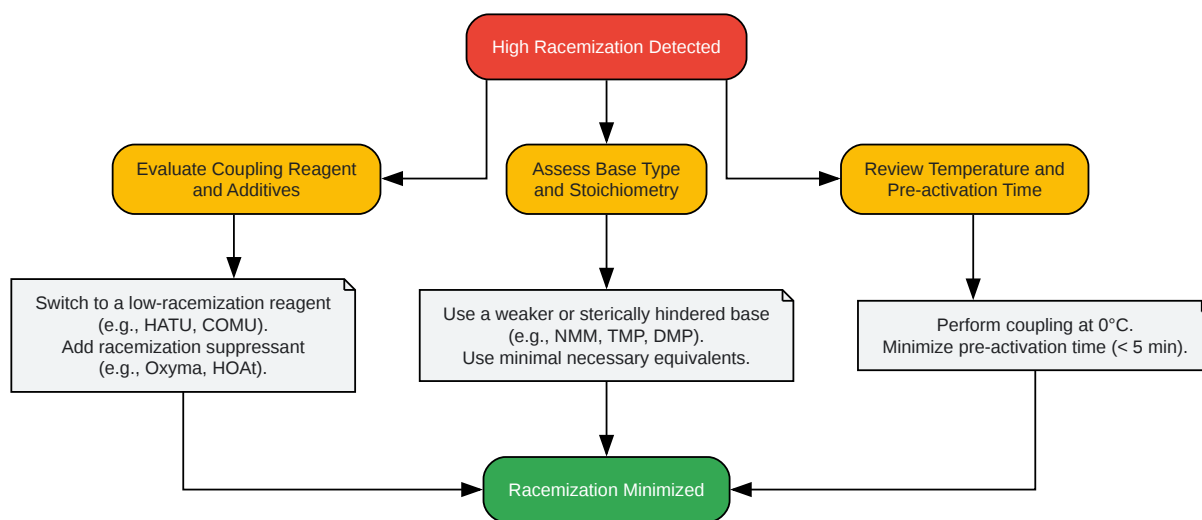 High Racemization Detected
Evaluate Coupling Reagent
and Additives
Assess Base Type
and Stoichiometry
Review Temperature and
Pre-activation Time
Switch to a low-racemization reagent
(e.g., HATU, COMU).
Add racemization suppressant
(e.g., Oxyma, HOAt).
Use a weaker or sterically hindered base
(e.g., NMM, TMP, DMP).
Use minimal necessary equivalents.
Perform coupling at 0°C.
Minimize pre-activation time (< 5 min).
Racemization Minimized